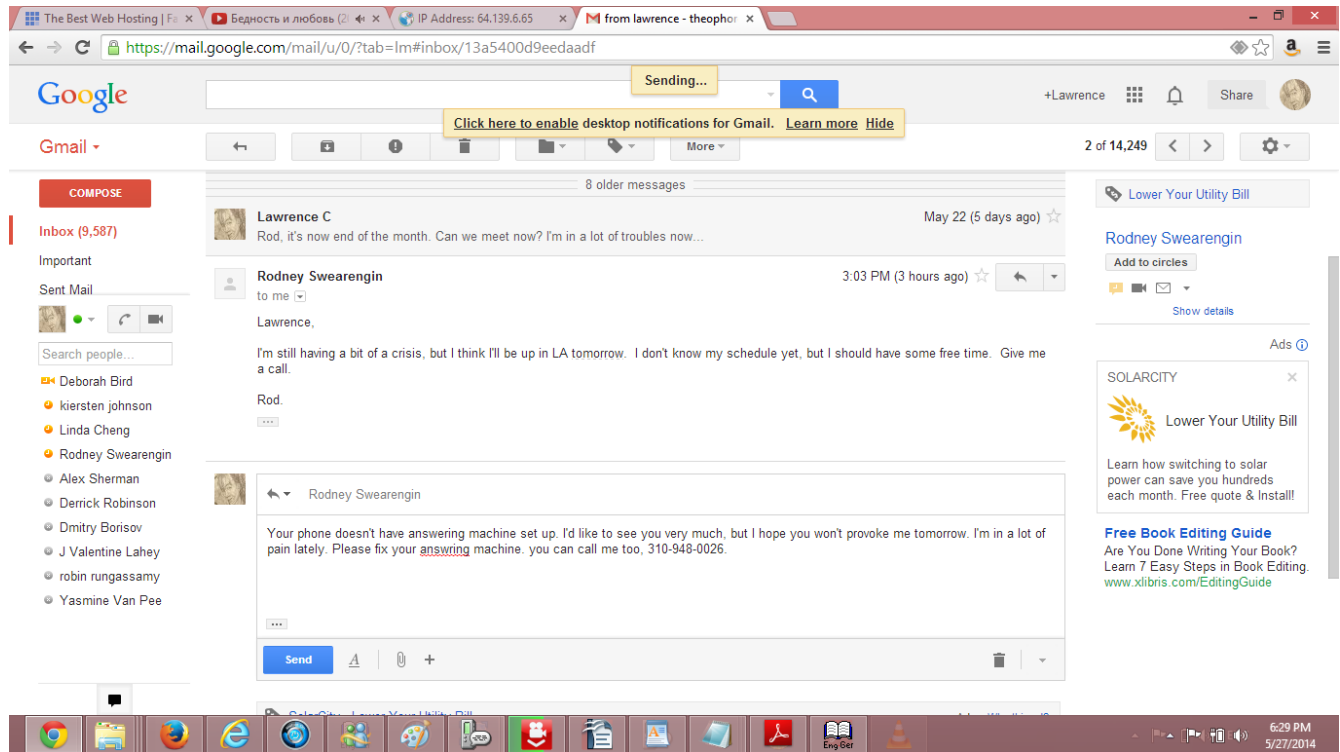 The Best Web Hosting | Fa
Бедность и любовь (2
IP Address: 64.139.6.65
from lawrence - theophor
https://mail.google.com/mail/u/0/?tab=lm#inbox/13a5400d9eedaadf
Sending...
Google
+Lawrence
Share
Click here to enable desktop notifications for Gmail. Learn more Hide
Gmail
More
2 of 14,249
COMPOSE
8 older messages
Lower Your Utility Bill
Lawrence C
May 22 (5 days ago)
Rod, it's now end of the month. Can we meet now? I'm in a lot of troubles now...
Inbox (9,587)
Important
Sent Mail
Rodney Swearengin
3:03 PM (3 hours ago)
to me
Lawrence,
I'm still having a bit of a crisis, but I think I'll be up in LA tomorrow. I don't know my schedule yet, but I should have some free time. Give me
a call.
Rod.
...
Rodney Swearengin
Add to circles
Show details
Search people...
Deborah Bird
kiersten johnson
Linda Cheng
Rodney Swearengin
Alex Sherman
Derrick Robinson
Dmitry Borisov
J Valentine Lahey
robin rungassamy
Yasmine Van Pee
Rodney Swearengin
Your phone doesn't have answering machine set up. I'd like to see you very much, but I hope you won't provoke me tomorrow. I'm in a lot of
pain lately. Please fix your answring machine. you can call me too, 310-948-0026.
...
Send
A
Ads
SOLARCITY
Lower Your Utility Bill
Learn how switching to solar
power can save you hundreds
each month. Free quote & Install!
Free Book Editing Guide
Are You Done Writing Your Book?
Learn 7 Easy Steps in Book Editing.
www.xlibris.com/EditingGuide
Eng Ger
6:29 PM
5/27/2014